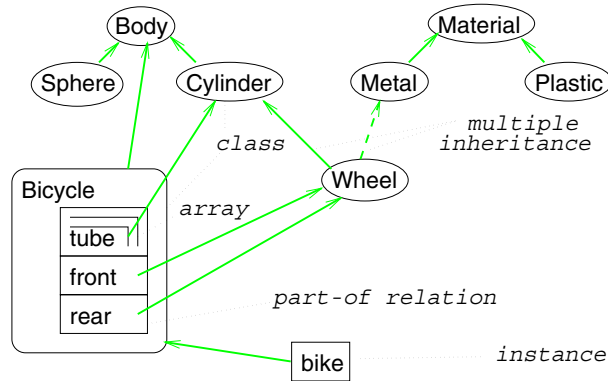 Body
Material
Sphere
Cylinder
Metal
Plastic
class
multiple
inheritance
Bicycle
Wheel
array
tube
front
rear
part-of relation
bike
instance